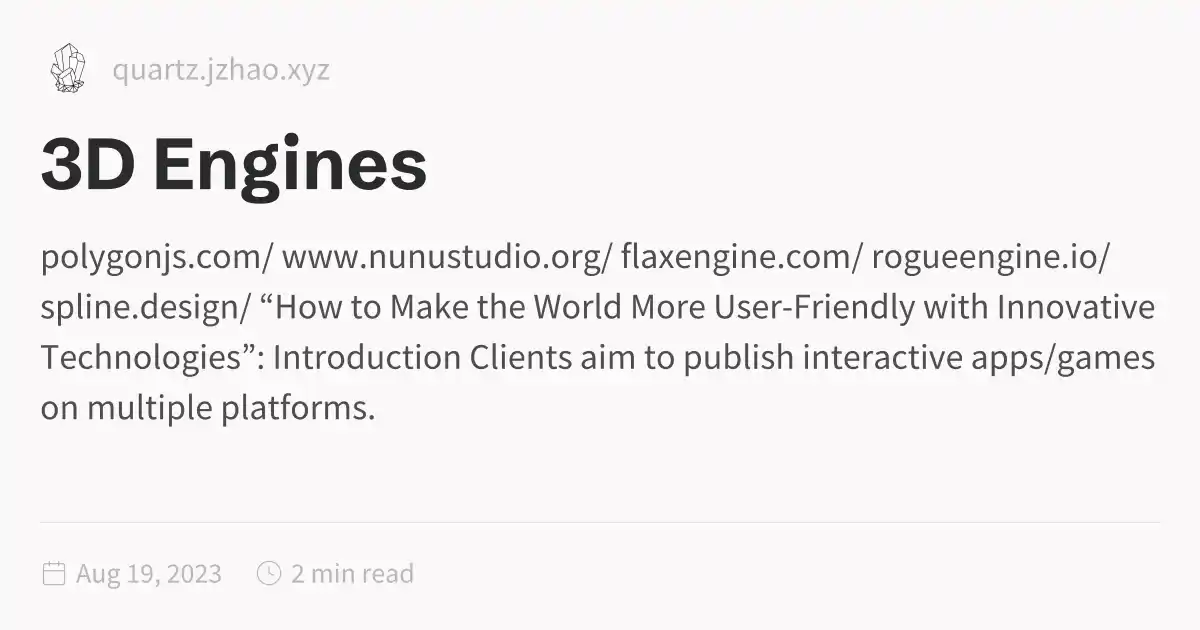 quartz.jzhao.xyz
3D Engines
polygonjs.com/ www.nunustudio.org/ flaxengine.com/ rogueengine.io/
spline.design/ “How to Make the World More User-Friendly with Innovative
Technologies”: Introduction Clients aim to publish interactive apps/games
on multiple platforms.
Aug 19, 2023 2 min read